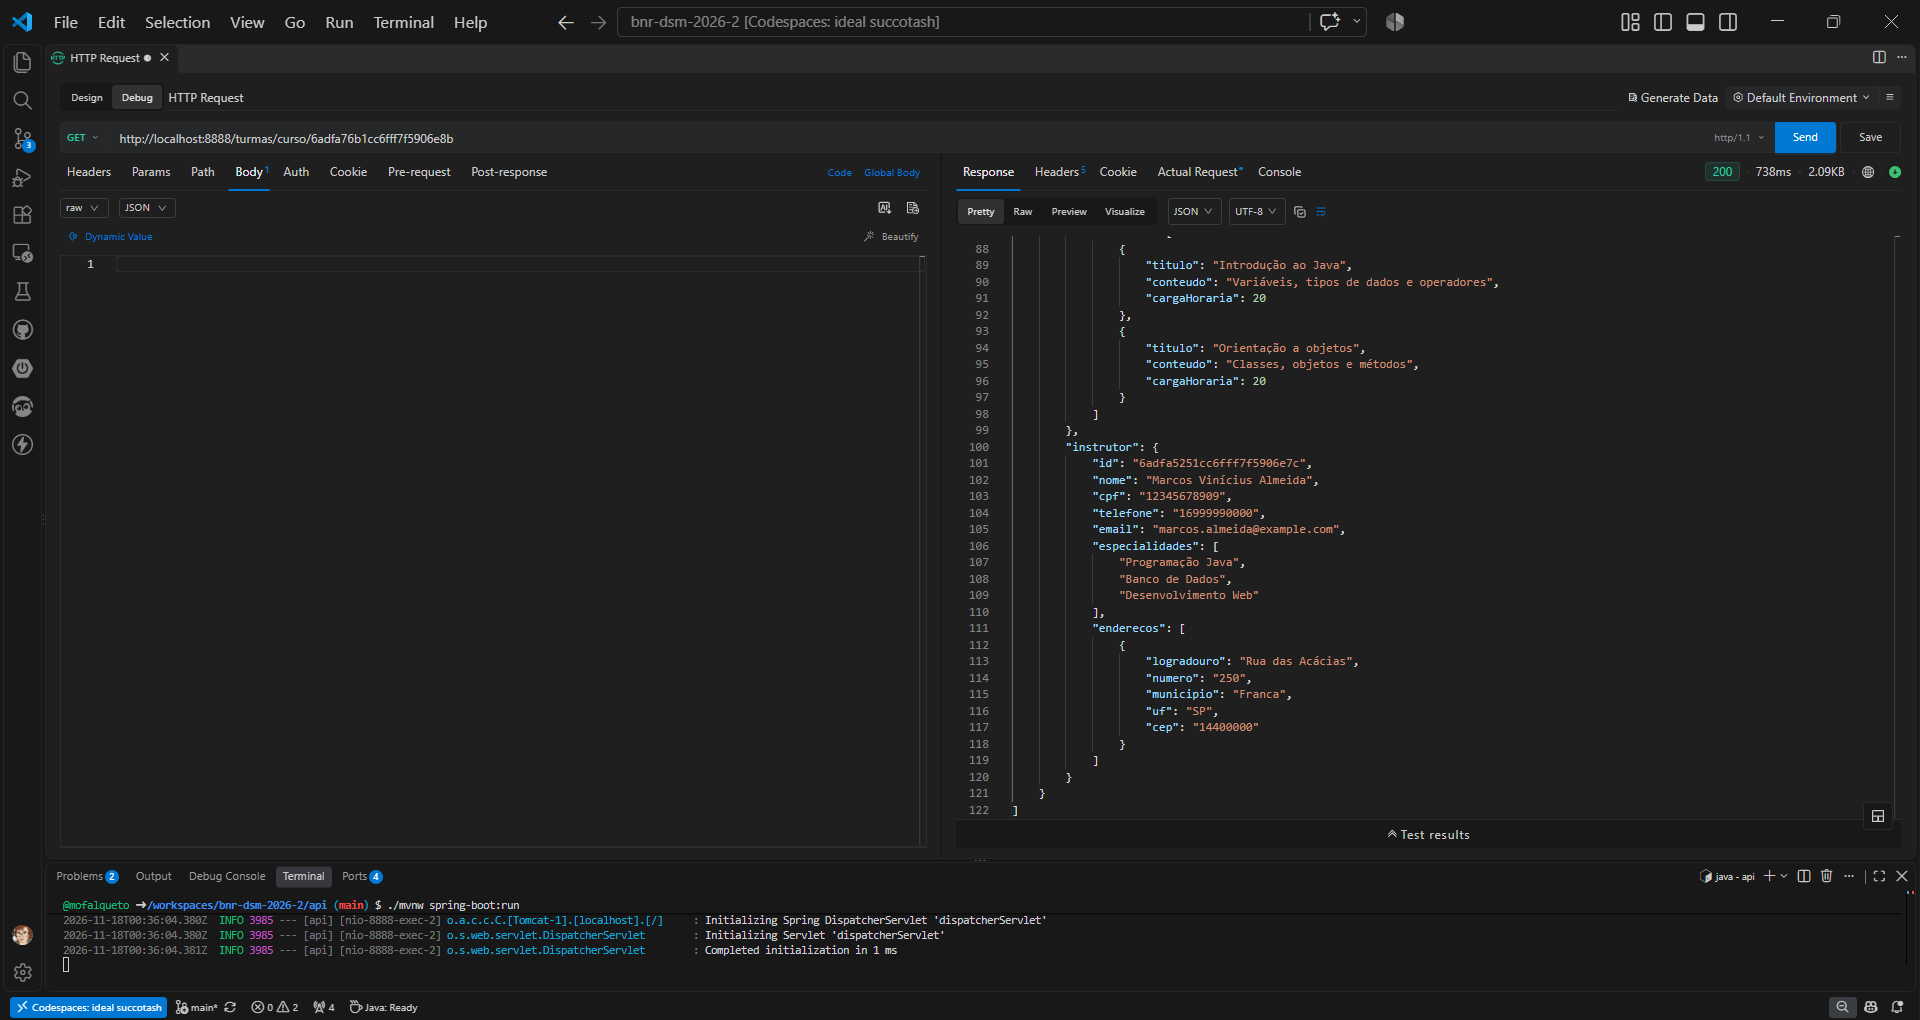 File Edit Selection View Go Run Terminal Help
bnr-dsm-2026-2 [Codespaces: ideal succotash]
HTTP Request
Design Debug HTTP Request
Generate Data Default Environment
GET http://localhost:8888/turmas/curso/6adfa76b1cc6fff7f5906e8b http/1.1 Send Save
Headers Params Path Body 1 Auth Cookie Pre-request Post-response Code Global Body
Response Headers 5 Cookie Actual Request Console 200 738ms 2.09KB
raw JSON
Pretty Raw Preview Visualize JSON UTF-8
Dynamic Value Beautify
1
88 {
89 "titulo": "Introdução ao Java",
90 "conteudo": "Variáveis, tipos de dados e operadores",
91 "cargaHoraria": 20
92 },
93 {
94 "titulo": "Orientação a objetos",
95 "conteudo": "Classes, objetos e métodos",
96 "cargaHoraria": 20
97 }
98 ]
99 },
100 "instrutor": {
101 "id": "6adfa5251cc6fff7f5906e7c",
102 "nome": "Marcos Vinícius Almeida",
103 "cpf": "12345678909",
104 "telefone": "16999990000",
105 "email": "marcos.almeida@example.com",
106 "especialidades": [
107 "Programação Java",
108 "Banco de Dados",
109 "Desenvolvimento Web"
110 ],
111 "enderecos": [
112 {
113 "logradouro": "Rua das Acácias",
114 "numero": "250",
115 "municipio": "Franca",
116 "uf": "SP",
117 "cep": "14400000"
118 }
119 ]
120 }
121 }
122 ]
Test results
Problems 2 Output Debug Console Terminal Ports 4 java - api
@mofalqueto ➜/workspaces/bnr-dsm-2026-2/api (main) $ ./mvnw spring-boot:run
2026-11-18T00:36:04.380Z INFO 3985 --- [api] [nio-8888-exec-2] o.a.c.c.C.[Tomcat-1].[localhost].[/] : Initializing Spring DispatcherServlet 'dispatcherServlet'
2026-11-18T00:36:04.380Z INFO 3985 --- [api] [nio-8888-exec-2] o.s.web.servlet.DispatcherServlet : Initializing Servlet 'dispatcherServlet'
2026-11-18T00:36:04.381Z INFO 3985 --- [api] [nio-8888-exec-2] o.s.web.servlet.DispatcherServlet : Completed initialization in 1 ms
Codespaces: ideal succotash main* 0 2 4 Java: Ready